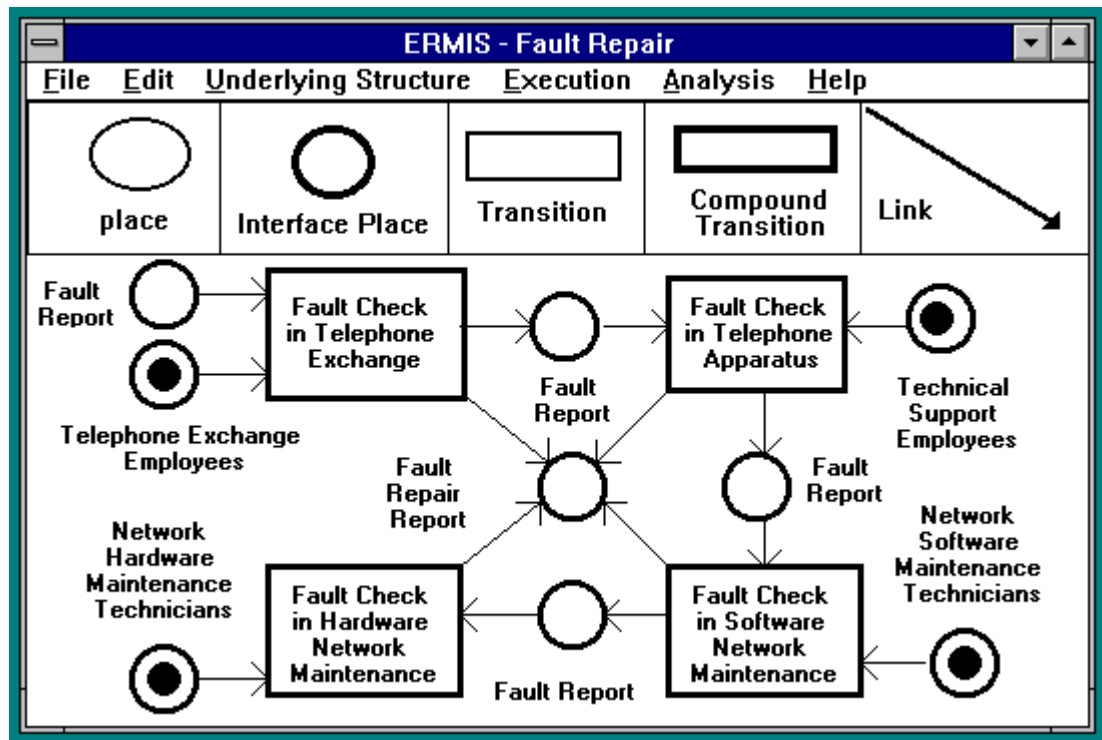 ERMIS - Fault Repair
File Edit Underlying Structure Execution Analysis Help
place
Interface Place
Transition
Compound
Transition
Link
Fault
Report
Telephone Exchange
Employees
Fault Check
in Telephone
Exchange
Fault
Report
Fault Check
in Telephone
Apparatus
Technical
Support
Employees
Fault
Repair
Report
Fault
Report
Network
Hardware
Maintenance
Technicians
Fault Check
in Hardware
Network
Maintenance
Fault Report
Fault Check
in Software
Network
Maintenance
Network
Software
Maintenance
Technicians